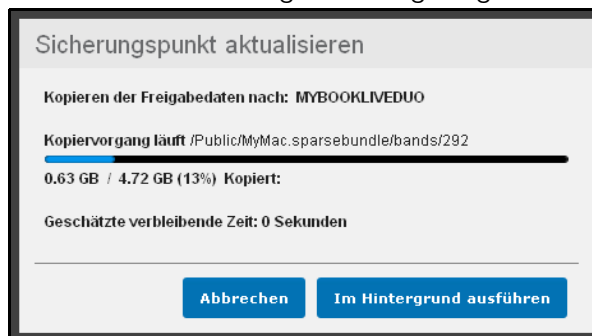 Sicherungspunkt aktualisieren
Kopieren der Freigabedaten nach: MYBOOKLIVEDUO
Kopiervorgang läuft /Public/MyMac.sparsebundle/bands/292
0.63 GB / 4.72 GB (13%) Kopiert:
Geschätzte verbleibende Zeit: 0 Sekunden
Abbrechen Im Hintergrund ausführen